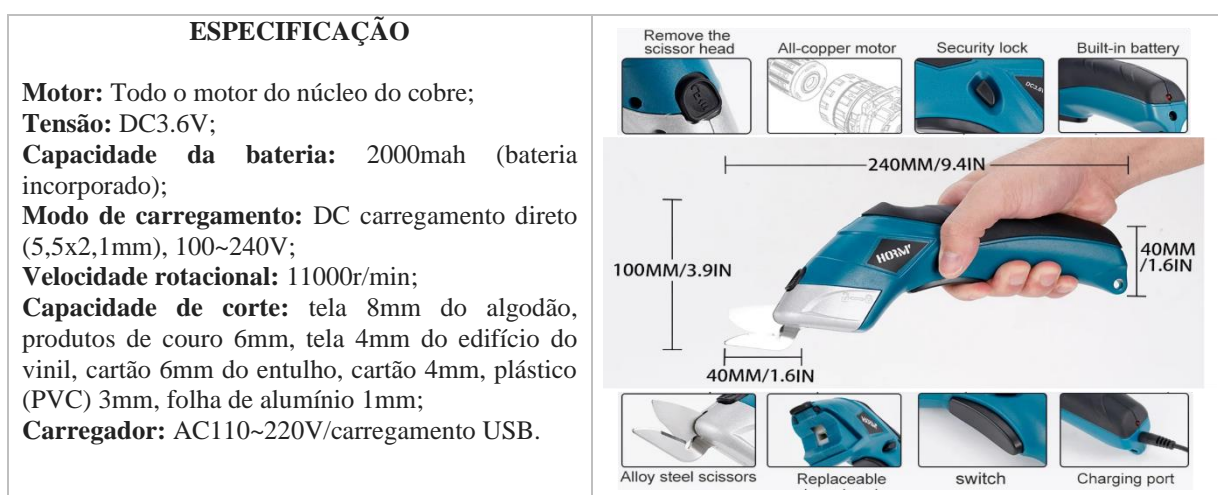 ESPECIFICAÇÃO
Motor: Todo o motor do núcleo do cobre;
Tensão: DC3.6V;
Capacidade da bateria: 2000mah (bateria
incorporado);
Modo de carregamento: DC carregamento direto
(5,5x2,1mm), 100~240V;
Velocidade rotacional: 11000r/min;
Capacidade de corte: tela 8mm do algodão,
produtos de couro 6mm, tela 4mm do edifício do
vinil, cartão 6mm do entulho, cartão 4mm, plástico
(PVC) 3mm, folha de alumínio 1mm;
Carregador: AC110~220V/carregamento USB.
Remove the
scissor head
All-copper motor
Security lock
Built-in battery
DC3.6V
240MM/9.4IN
100MM/3.9IN
HORM
40MM
/1.6IN
40MM/1.6IN
Alloy steel scissors
Replaceable
switch
Charging port